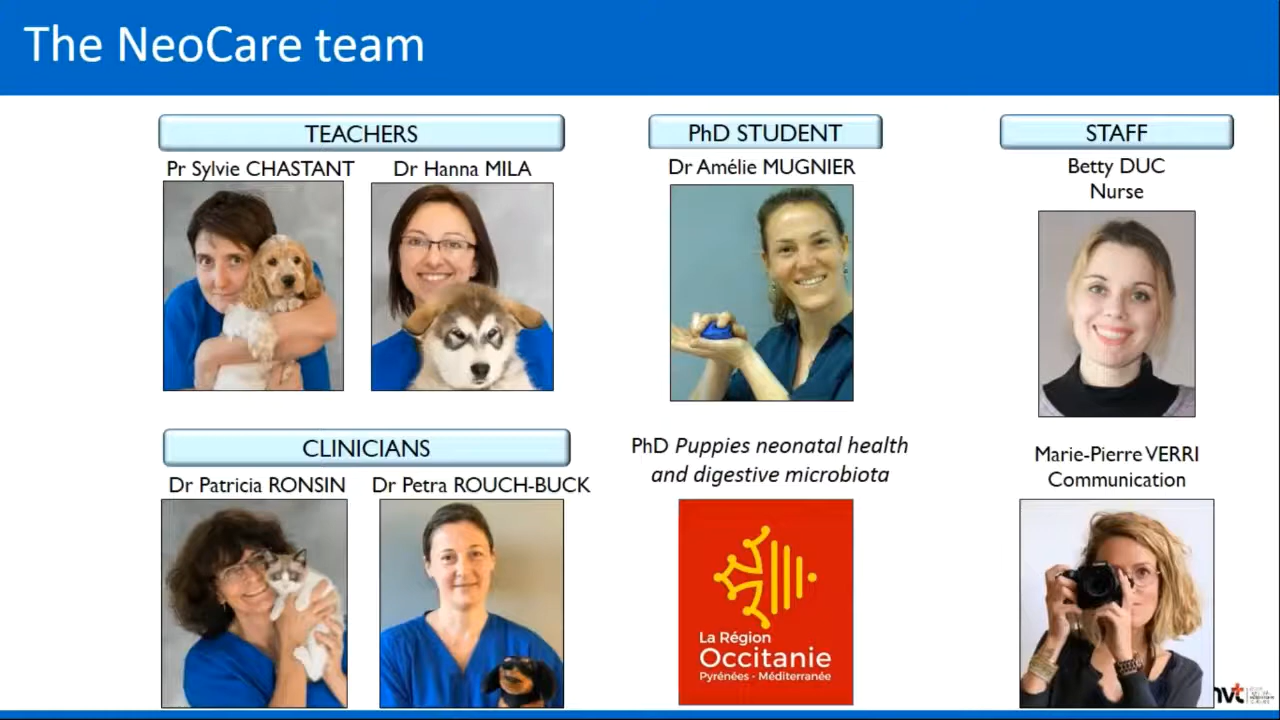 The NeoCare team
TEACHERS
Pr Sylvie CHASTANT
Dr Hanna MILA
PhD STUDENT
Dr Amélie MUGNIER
STAFF
Betty DUC
Nurse
CLINICIANS
Dr Patricia RONSIN
Dr Petra ROUCH-BUCK
PhD Puppies neonatal health
and digestive microbiota
La Région
Occitanie
Pyrénées - Méditerranée
Marie-Pierre VERRI
Communication
nvt